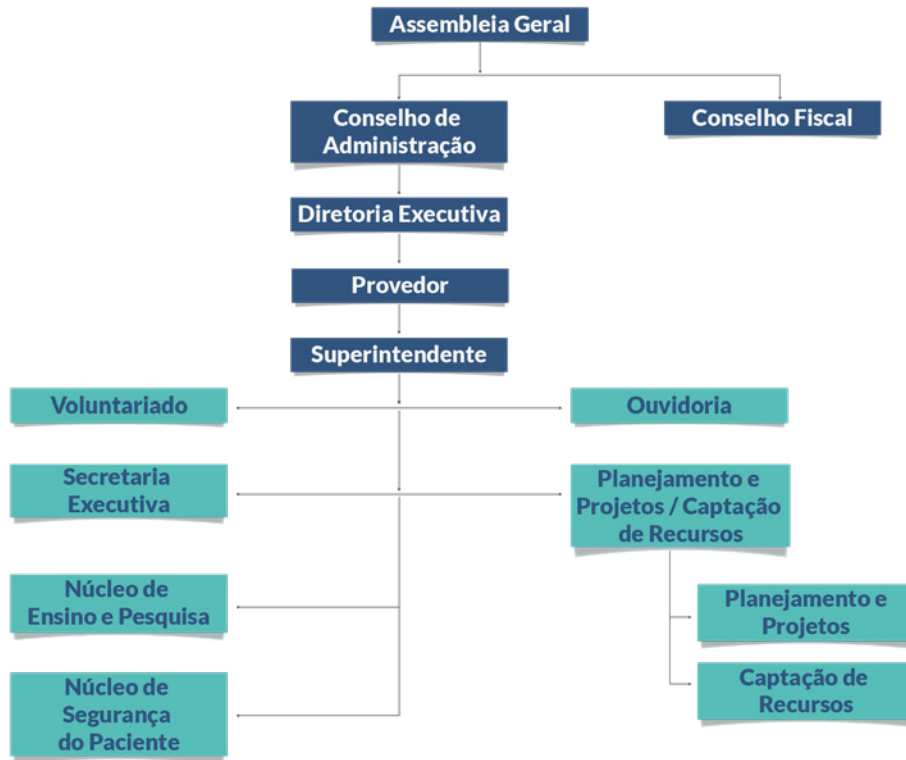 Assembleia Geral
Conselho de
Administração
Conselho Fiscal
Diretoria Executiva
Provedor
Superintendente
Voluntariado
Ouvidoria
Secretaria
Executiva
Planejamento e
Projetos / Captação
de Recursos
Núcleo de
Ensino e Pesquisa
Planejamento e
Projetos
Núcleo de
Segurança
do Paciente
Captação de
Recursos